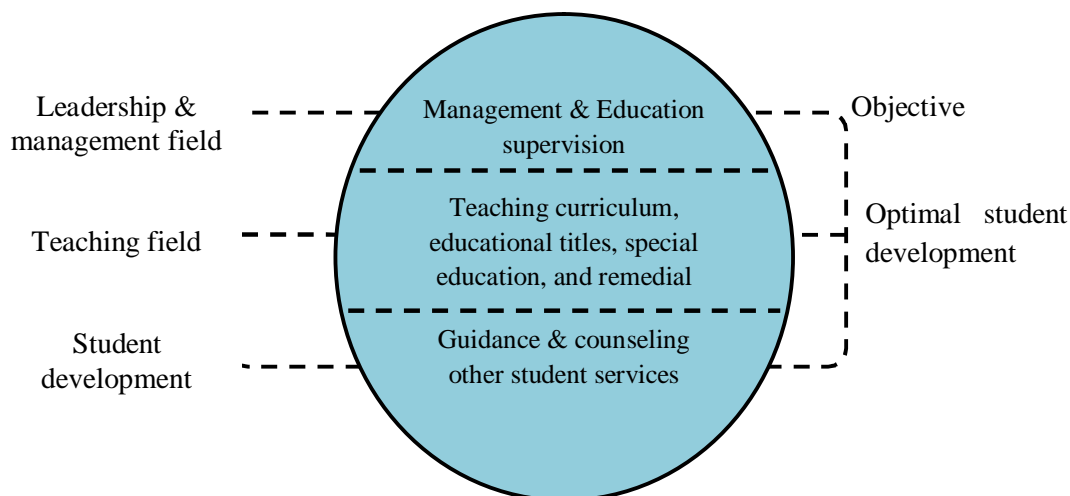 Leadership &
management field
Management & Education
supervision
Objective
Teaching field
Teaching curriculum,
educational titles, special
education, and remedial
Optimal student
development
Student
development
Guidance & counseling
other student services